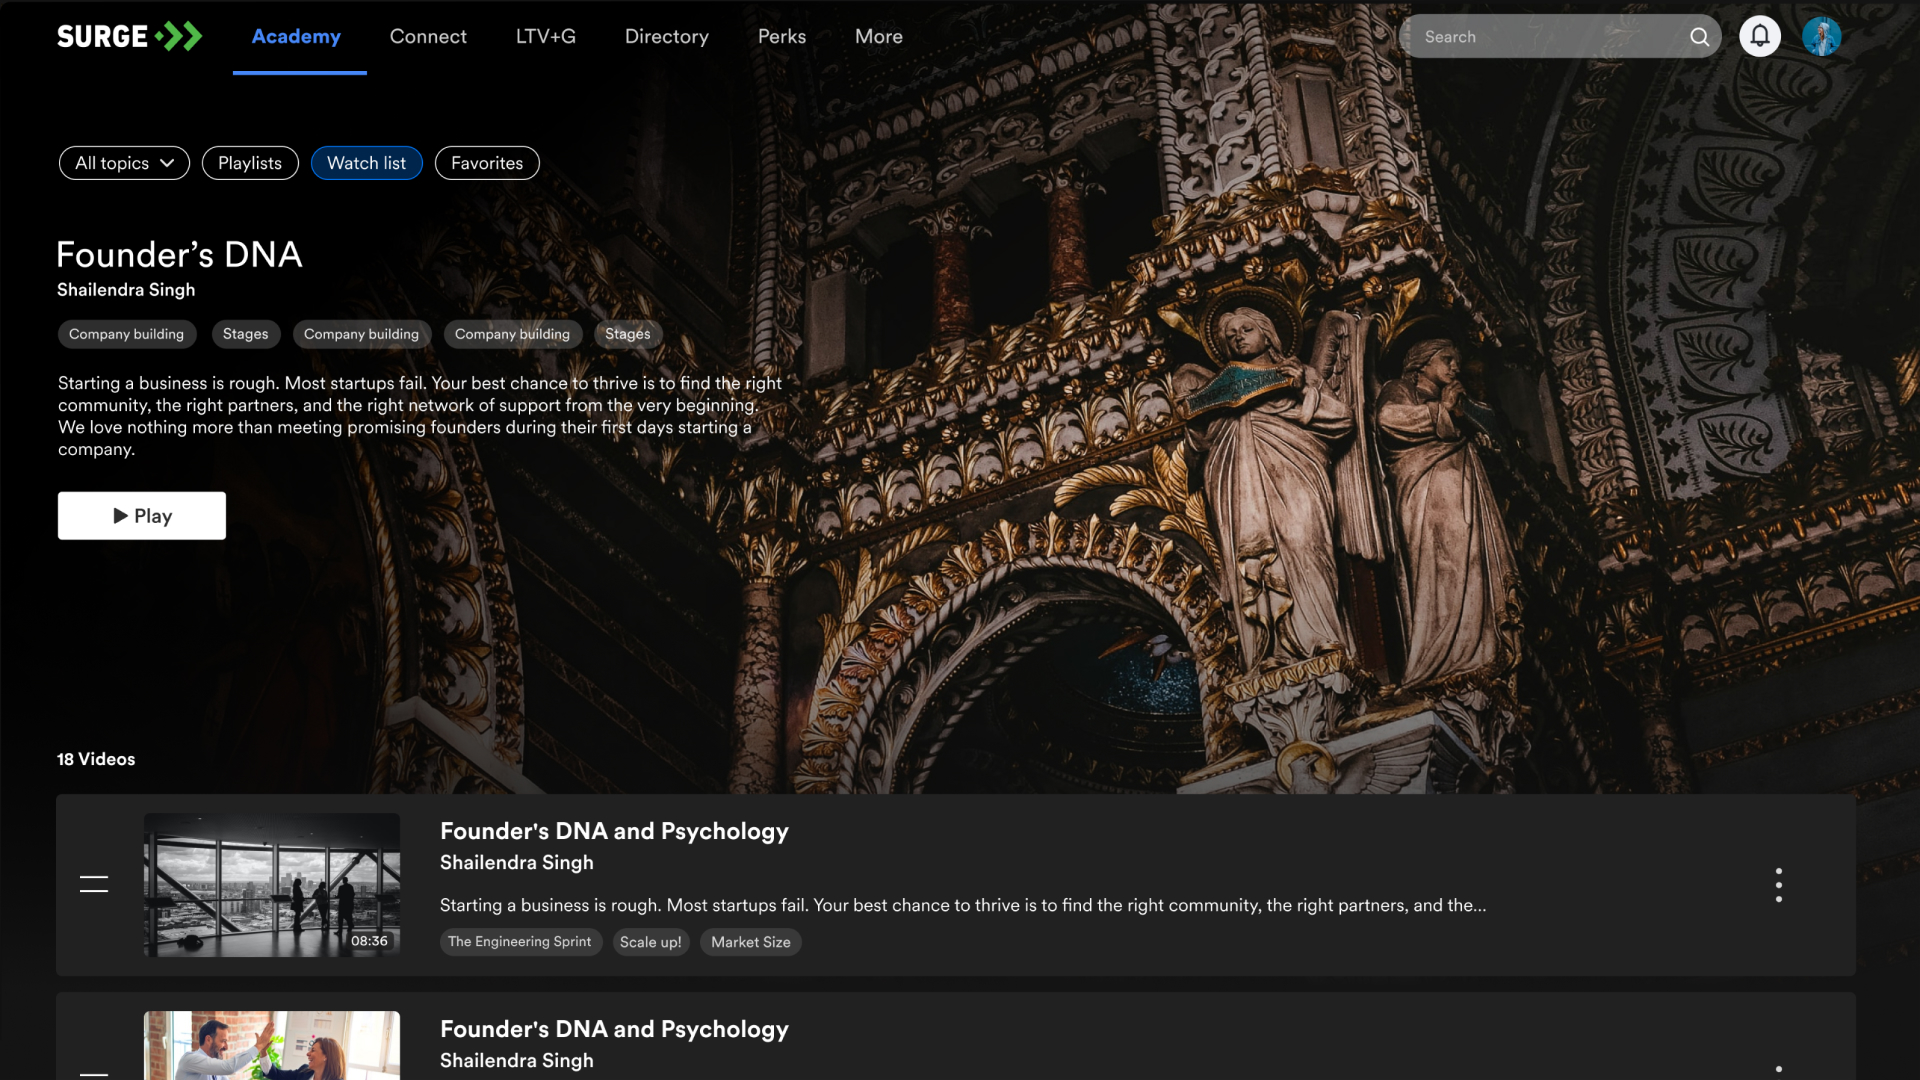 SURGE Academy Connect LTV+G Directory Perks More Search
All topics Playlists Watch list Favorites
Founder’s DNA
Shailendra Singh
Company building Stages Company building Company building Stages
Starting a business is rough. Most startups fail. Your best chance to thrive is to find the right
community, the right partners, and the right network of support from the very beginning.
We love nothing more than meeting promising founders during their first days starting a
company.
Play
18 Videos
Founder's DNA and Psychology
Shailendra Singh
Starting a business is rough. Most startups fail. Your best chance to thrive is to find the right community, the right partners, and the...
08:36
The Engineering Sprint Scale up! Market Size
Founder's DNA and Psychology
Shailendra Singh